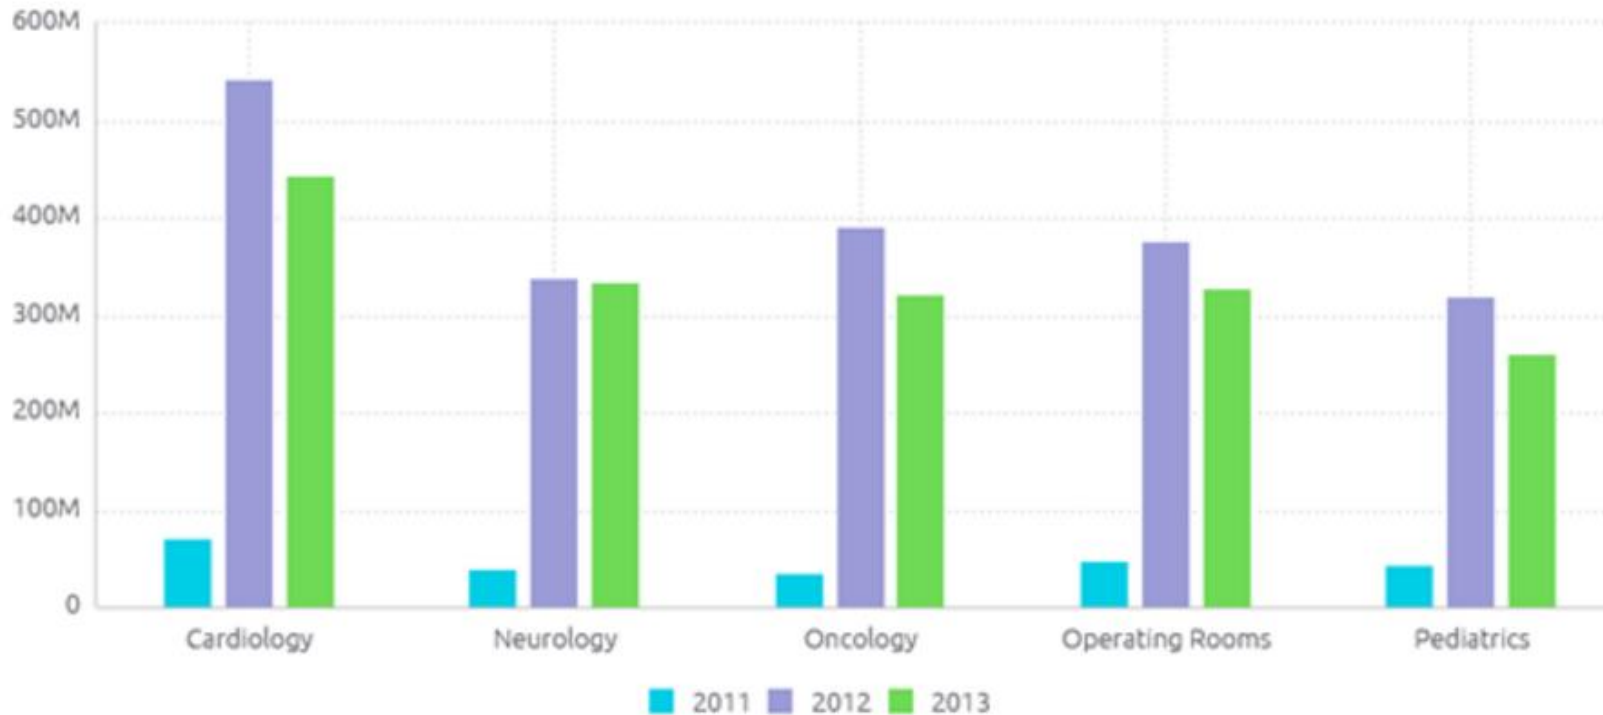 600M
500M
400M
300M
200M
100M
0
Cardiology Neurology Oncology Operating Rooms Pediatrics
2011 2012 2013